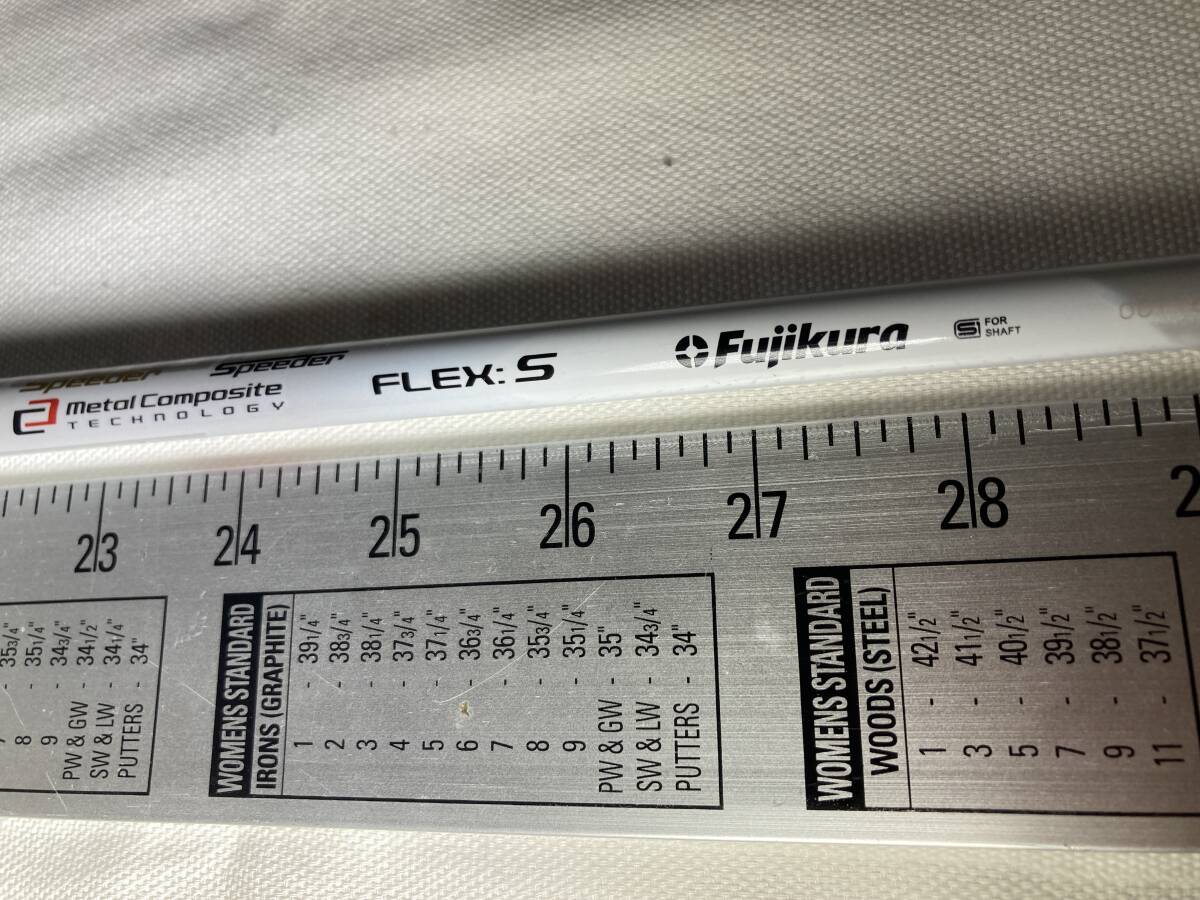 Speeder
Speeder
Metal Composite
TECHNOLOGY
FLEX: S
Fujikura
S FOR
SHAFT
23 24 25 26 27 28 2
35 3/4"
8 - 35 1/4"
9 - 34 3/4"
PW & GW - 34 1/2"
SW & LW - 34 1/4"
PUTTERS - 34"
WOMENS STANDARD
IRONS (GRAPHITE)
1 - 39 1/4"
2 - 38 3/4"
3 - 38 1/4"
4 - 37 3/4"
5 - 37 1/4"
6 - 36 3/4"
7 - 36 1/4"
8 - 35 3/4"
9 - 35 1/4"
PW & GW - 35"
SW & LW - 34 3/4"
PUTTERS - 34"
WOMENS STANDARD
WOODS (STEEL)
1 - 42 1/2"
3 - 41 1/2"
5 - 40 1/2"
7 - 39 1/2"
9 - 38 1/2"
11 - 37 1/2"